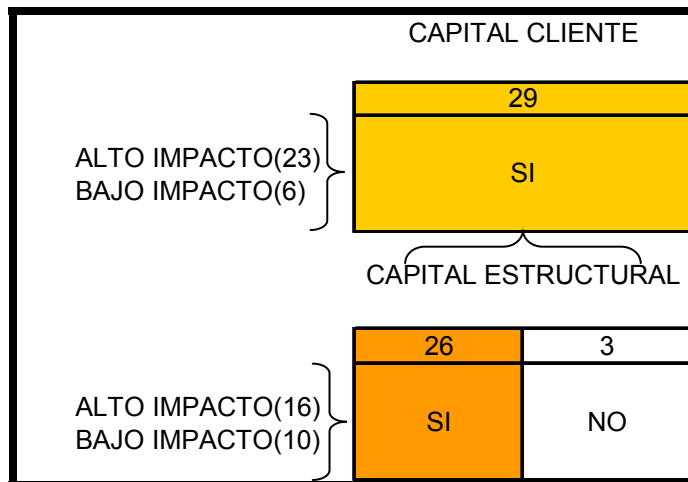 CAPITAL CLIENTE
29
ALTO IMPACTO(23)
BAJO IMPACTO(6)
SI
CAPITAL ESTRUCTURAL
26 3
ALTO IMPACTO(16)
BAJO IMPACTO(10)
SI NO